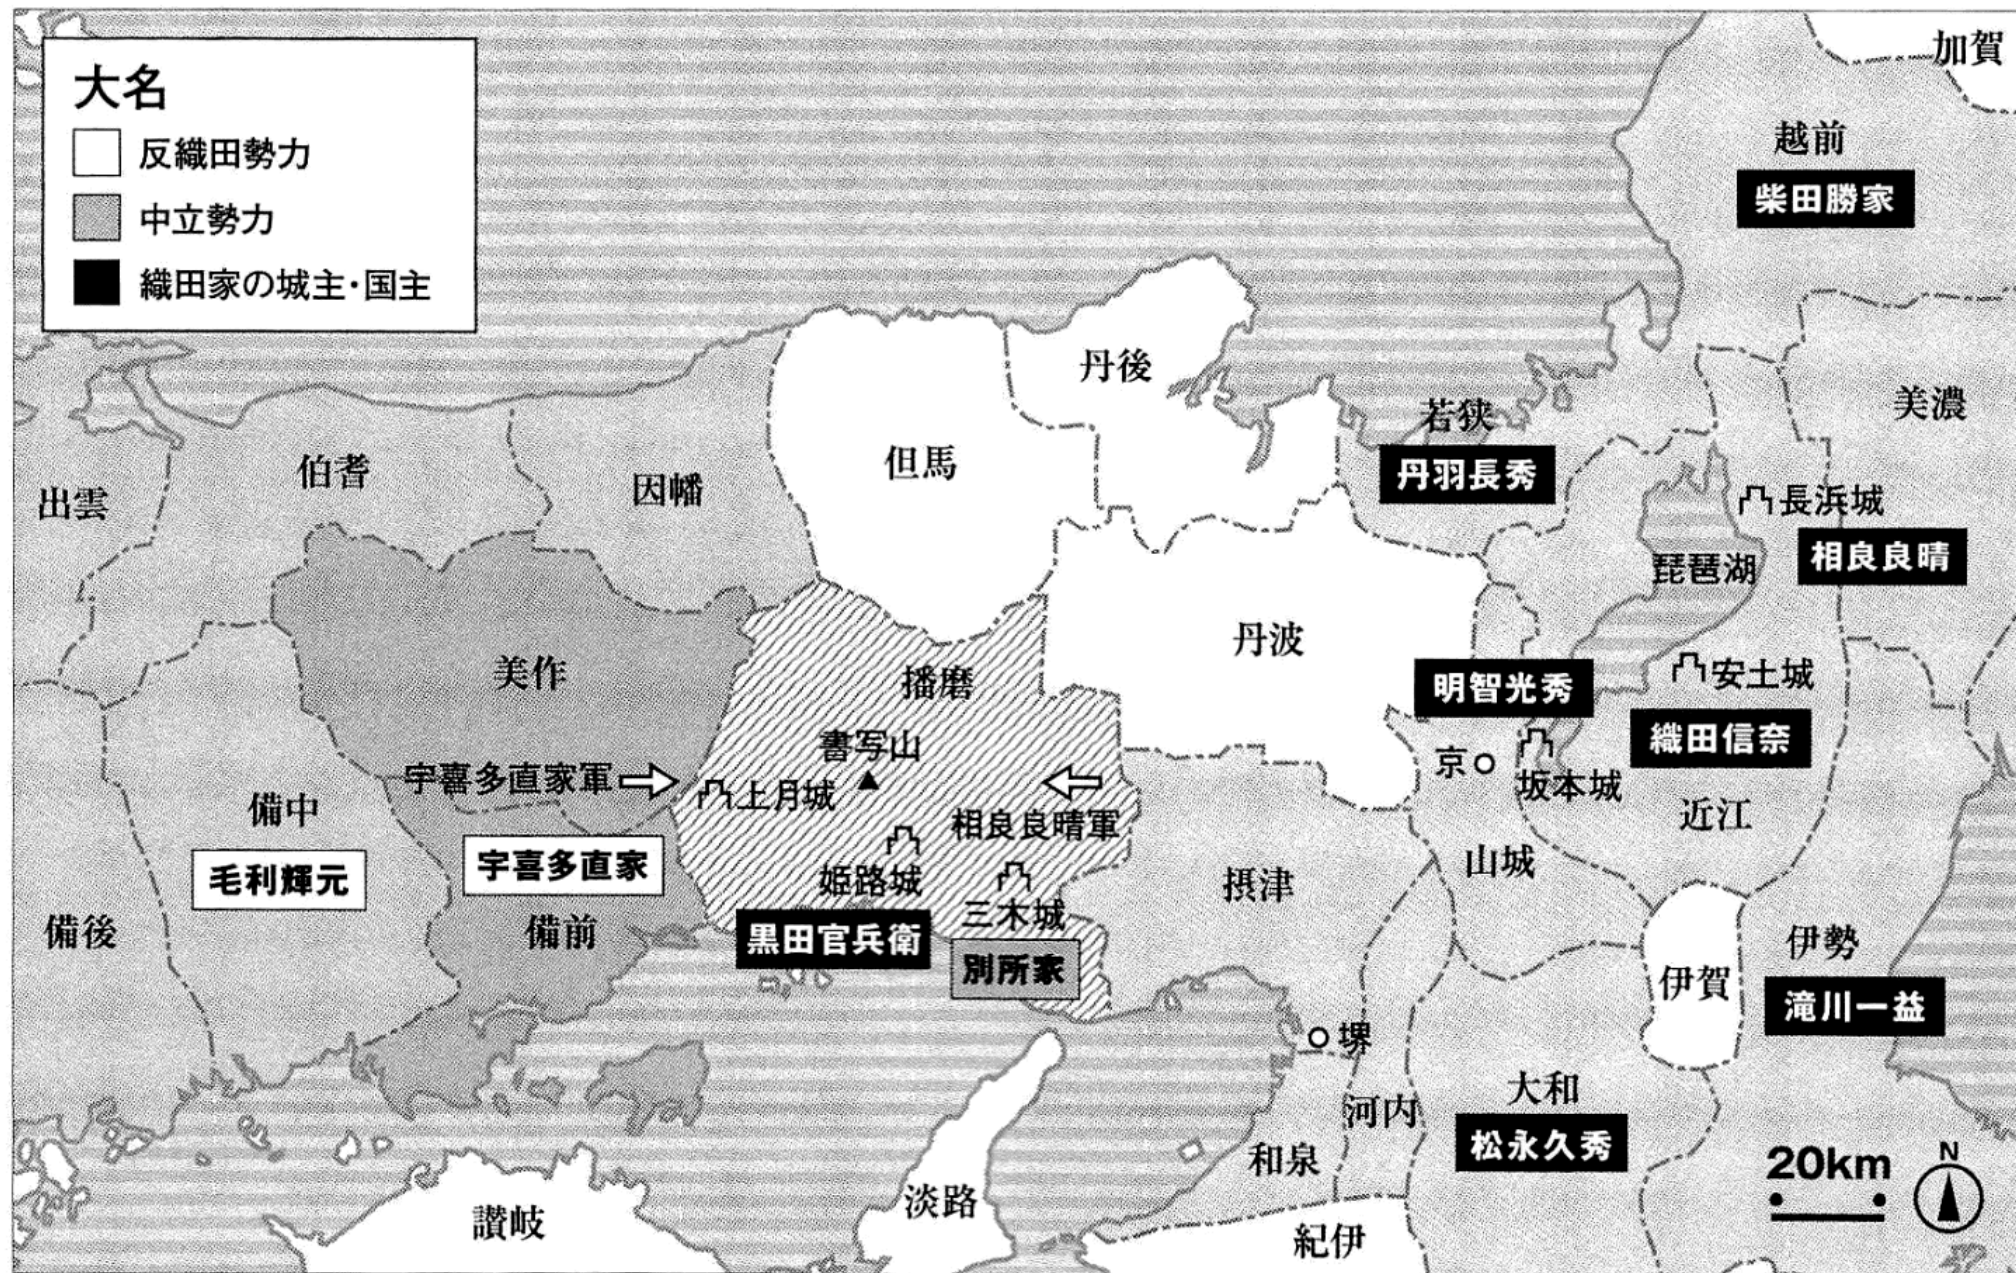 大名
反織田勢力
中立勢力
織田家の城主・国主
加賀
越前
柴田勝家
丹後
若狭
丹羽長秀
美濃
長浜城
相良良晴
琵琶湖
但馬
因幡
伯耆
出雲
丹波
明智光秀
安土城
織田信奈
京
坂本城
近江
美作
播磨
書写山
宇喜多直家軍
上月城
相良良晴軍
備中
毛利輝元
宇喜多直家
備前
備後
姫路城
黒田官兵衛
三木城
別所家
摂津
山城
伊賀
伊勢
滝川一益
堺
河内
大和
松永久秀
和泉
淡路
讃岐
紀伊
20km
N